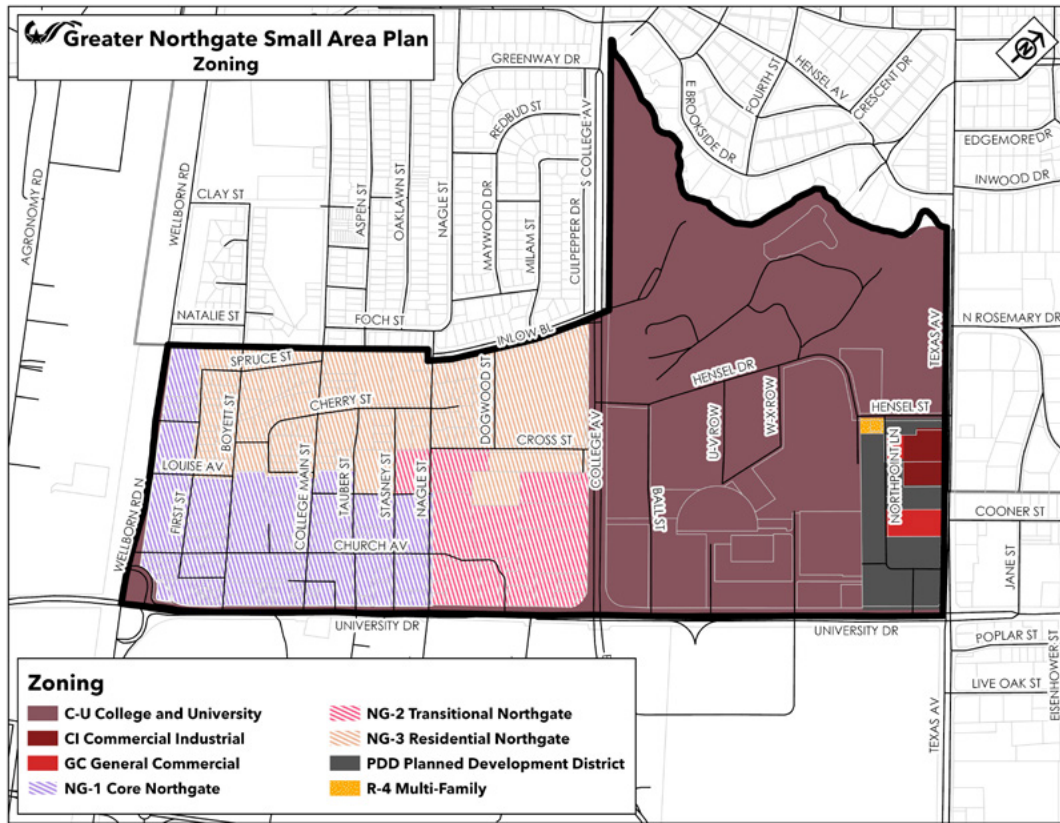 Greater Northgate Small Area Plan
Zoning
N
GREENWAY DR
REDBUD ST
S COLLEGE AV
E BROOKSIDE DR
FOURTH ST
HENSEL AV
CRESCENT DR
EDGEMORE DR
INWOOD DR
AGRONOMY RD
WELLBORN RD
CLAY ST
ASPEN ST
OAKLAWN ST
NAGLE ST
MAYWOOD DR
MILAM ST
CULPEPPER DR
NATALIE ST
FOCH ST
INLOW BL
TEXAS AV
N ROSEMARY DR
SPRUCE ST
BOYETT ST
CHERRY ST
DOGWOOD ST
HENSEL DR
U-V ROW
W-X ROW
HENSEL ST
LOUISE AV
FIRST ST
COLLEGE MAIN ST
TAUBER ST
STASNEY ST
NAGLE ST
CROSS ST
COLLEGE AV
BALL ST
NORTHPOINT LN
COONER ST
JANE ST
WELLBORN RD N
CHURCH AV
UNIVERSITY DR
UNIVERSITY DR
POPLAR ST
LIVE OAK ST
EISENHOWER ST
TEXAS AV
Zoning
C-U College and University
CI Commercial Industrial
GC General Commercial
NG-1 Core Northgate
NG-2 Transitional Northgate
NG-3 Residential Northgate
PDD Planned Development District
R-4 Multi-Family